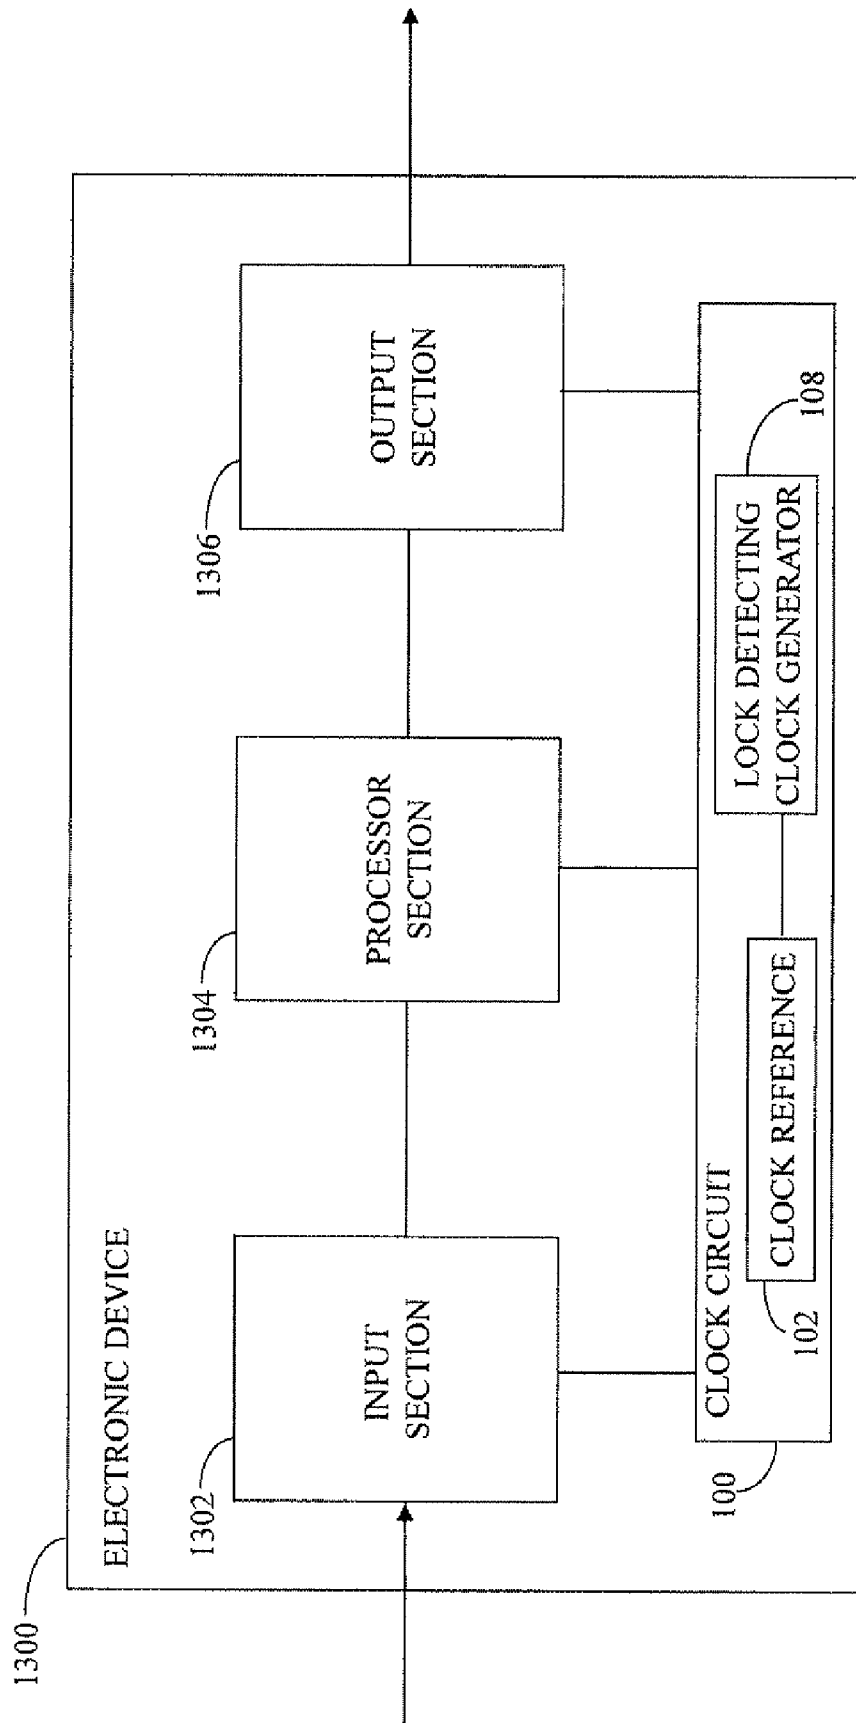 1300
ELECTRONIC DEVICE
1302
INPUT
SECTION
1304
PROCESSOR
SECTION
1306
OUTPUT
SECTION
100
CLOCK CIRCUIT
102
CLOCK REFERENCE
LOCK DETECTING
CLOCK GENERATOR
108